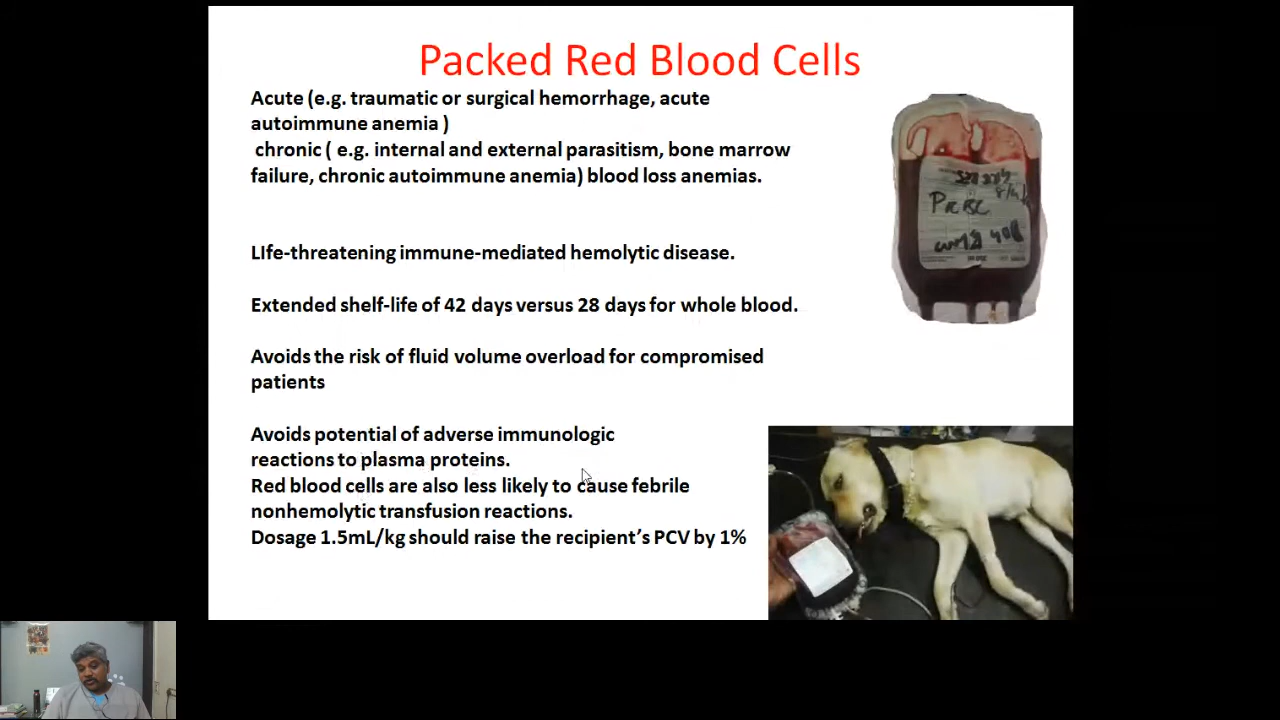 Packed Red Blood Cells
Acute (e.g. traumatic or surgical hemorrhage, acute
autoimmune anemia )
chronic ( e.g. internal and external parasitism, bone marrow
failure, chronic autoimmune anemia) blood loss anemias.
LIfe-threatening immune-mediated hemolytic disease.
Extended shelf-life of 42 days versus 28 days for whole blood.
Avoids the risk of fluid volume overload for compromised
patients
Avoids potential of adverse immunologic
reactions to plasma proteins.
Red blood cells are also less likely to cause febrile
nonhemolytic transfusion reactions.
Dosage 1.5mL/kg should raise the recipient's PCV by 1%